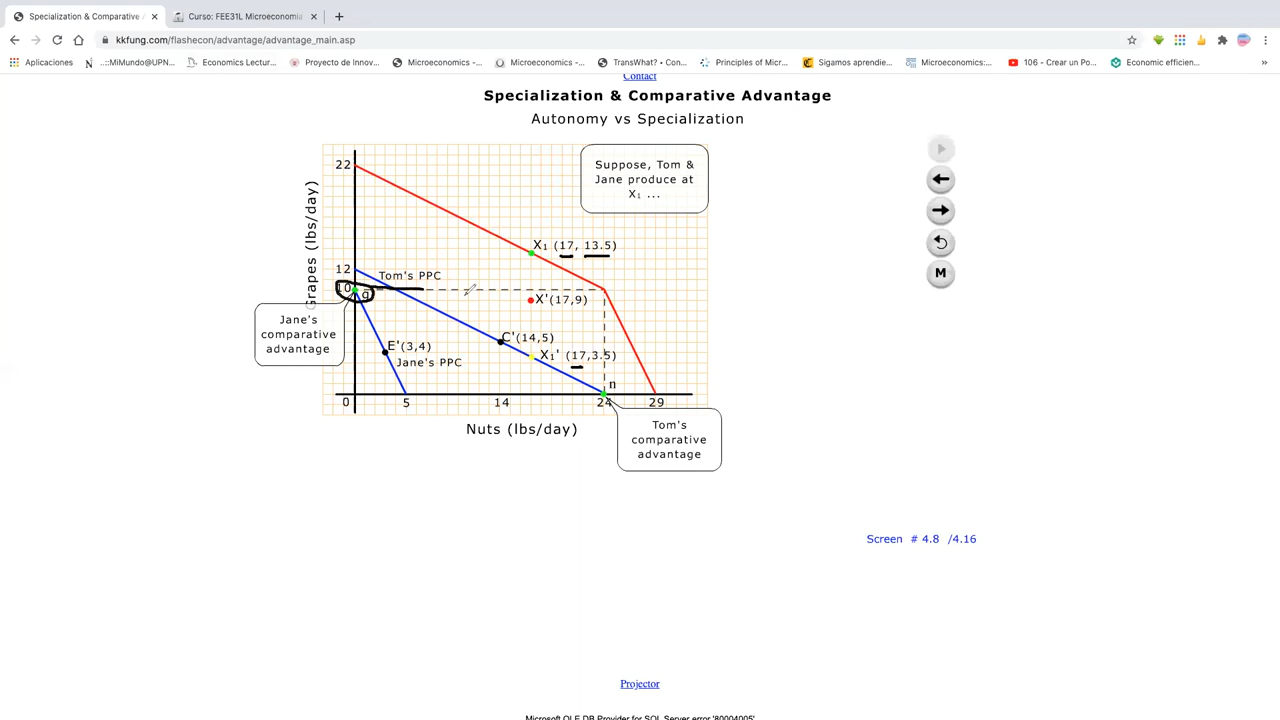 Specialization & Comparative A
Curso: FEE31L Microeconomia
kkfung.com/flashecon/advantage/advantage_main.asp
Aplicaciones
N .::MiMundo@UPN...
Economics Lectur...
Proyecto de Innov...
Microeconomics -...
Microeconomics -...
TransWhat? • Con...
Principles of Micr...
Sigamos aprendie...
Microeconomics:...
106 - Crear un Po...
Economic efficien...
»
Contact
Specialization & Comparative Advantage
Autonomy vs Specialization
Suppose, Tom &
Jane produce at
X₁ ...
22
X₁ (17, 13.5)
12
Tom's PPC
10
g
X'(17,9)
Grapes (lbs/day)
Jane's
comparative
advantage
C'(14,5)
E'(3,4)
X₁' (17,3.5)
Jane's PPC
n
0
5
14
24
29
Nuts (lbs/day)
Tom's
comparative
advantage
M
Screen # 4.8 /4.16
Projector
Microsoft OLE DB Provider for SQL Server error '80004005'